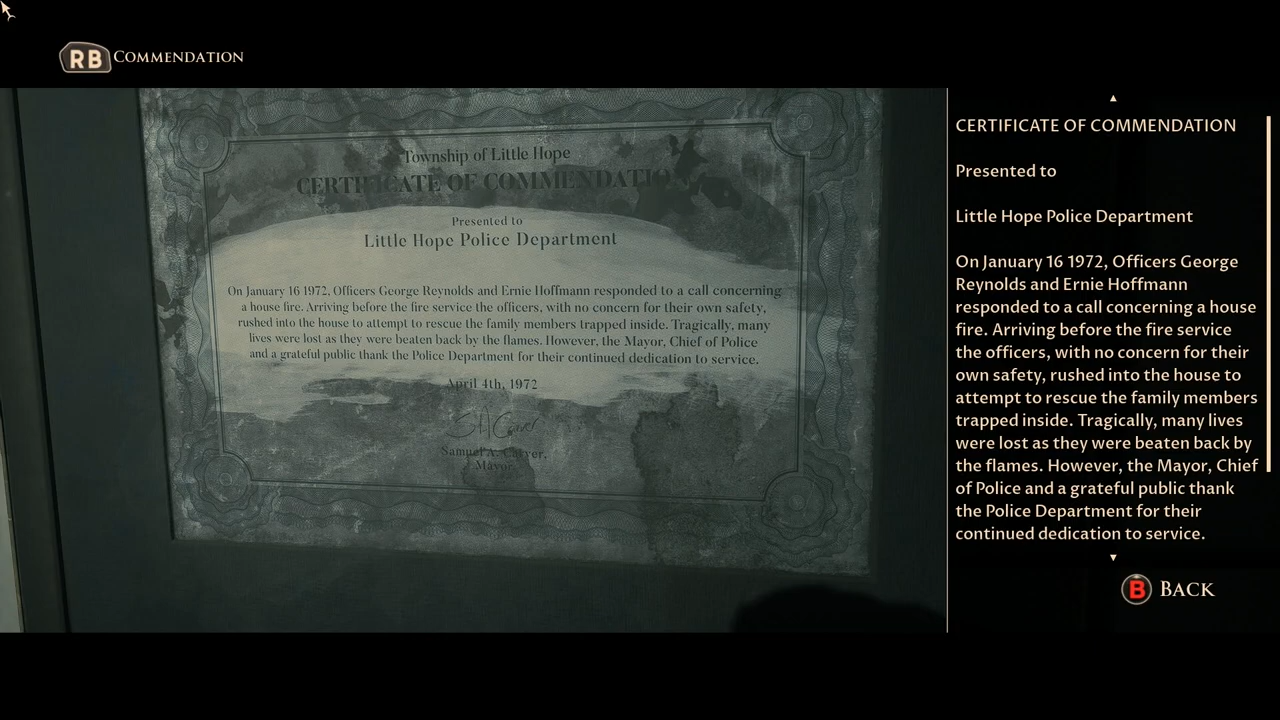 RB COMMENDATION
Township of Little Hope
CERTIFICATE OF COMMENDATION
Presented to
Little Hope Police Department
On January 16 1972, Officers George Reynolds and Ernie Hoffmann responded to a call concerning
a house fire. Arriving before the fire service the officers, with no concern for their own safety,
rushed into the house to attempt to rescue the family members trapped inside. Tragically, many
lives were lost as they were beaten back by the flames. However, the Mayor, Chief of Police
and a grateful public thank the Police Department for their continued dedication to service.
April 4th, 1972
Samuel A. Carver,
Mayor
CERTIFICATE OF COMMENDATION
Presented to
Little Hope Police Department
On January 16 1972, Officers George
Reynolds and Ernie Hoffmann
responded to a call concerning a house
fire. Arriving before the fire service
the officers, with no concern for their
own safety, rushed into the house to
attempt to rescue the family members
trapped inside. Tragically, many lives
were lost as they were beaten back by
the flames. However, the Mayor, Chief
of Police and a grateful public thank
the Police Department for their
continued dedication to service.
B BACK